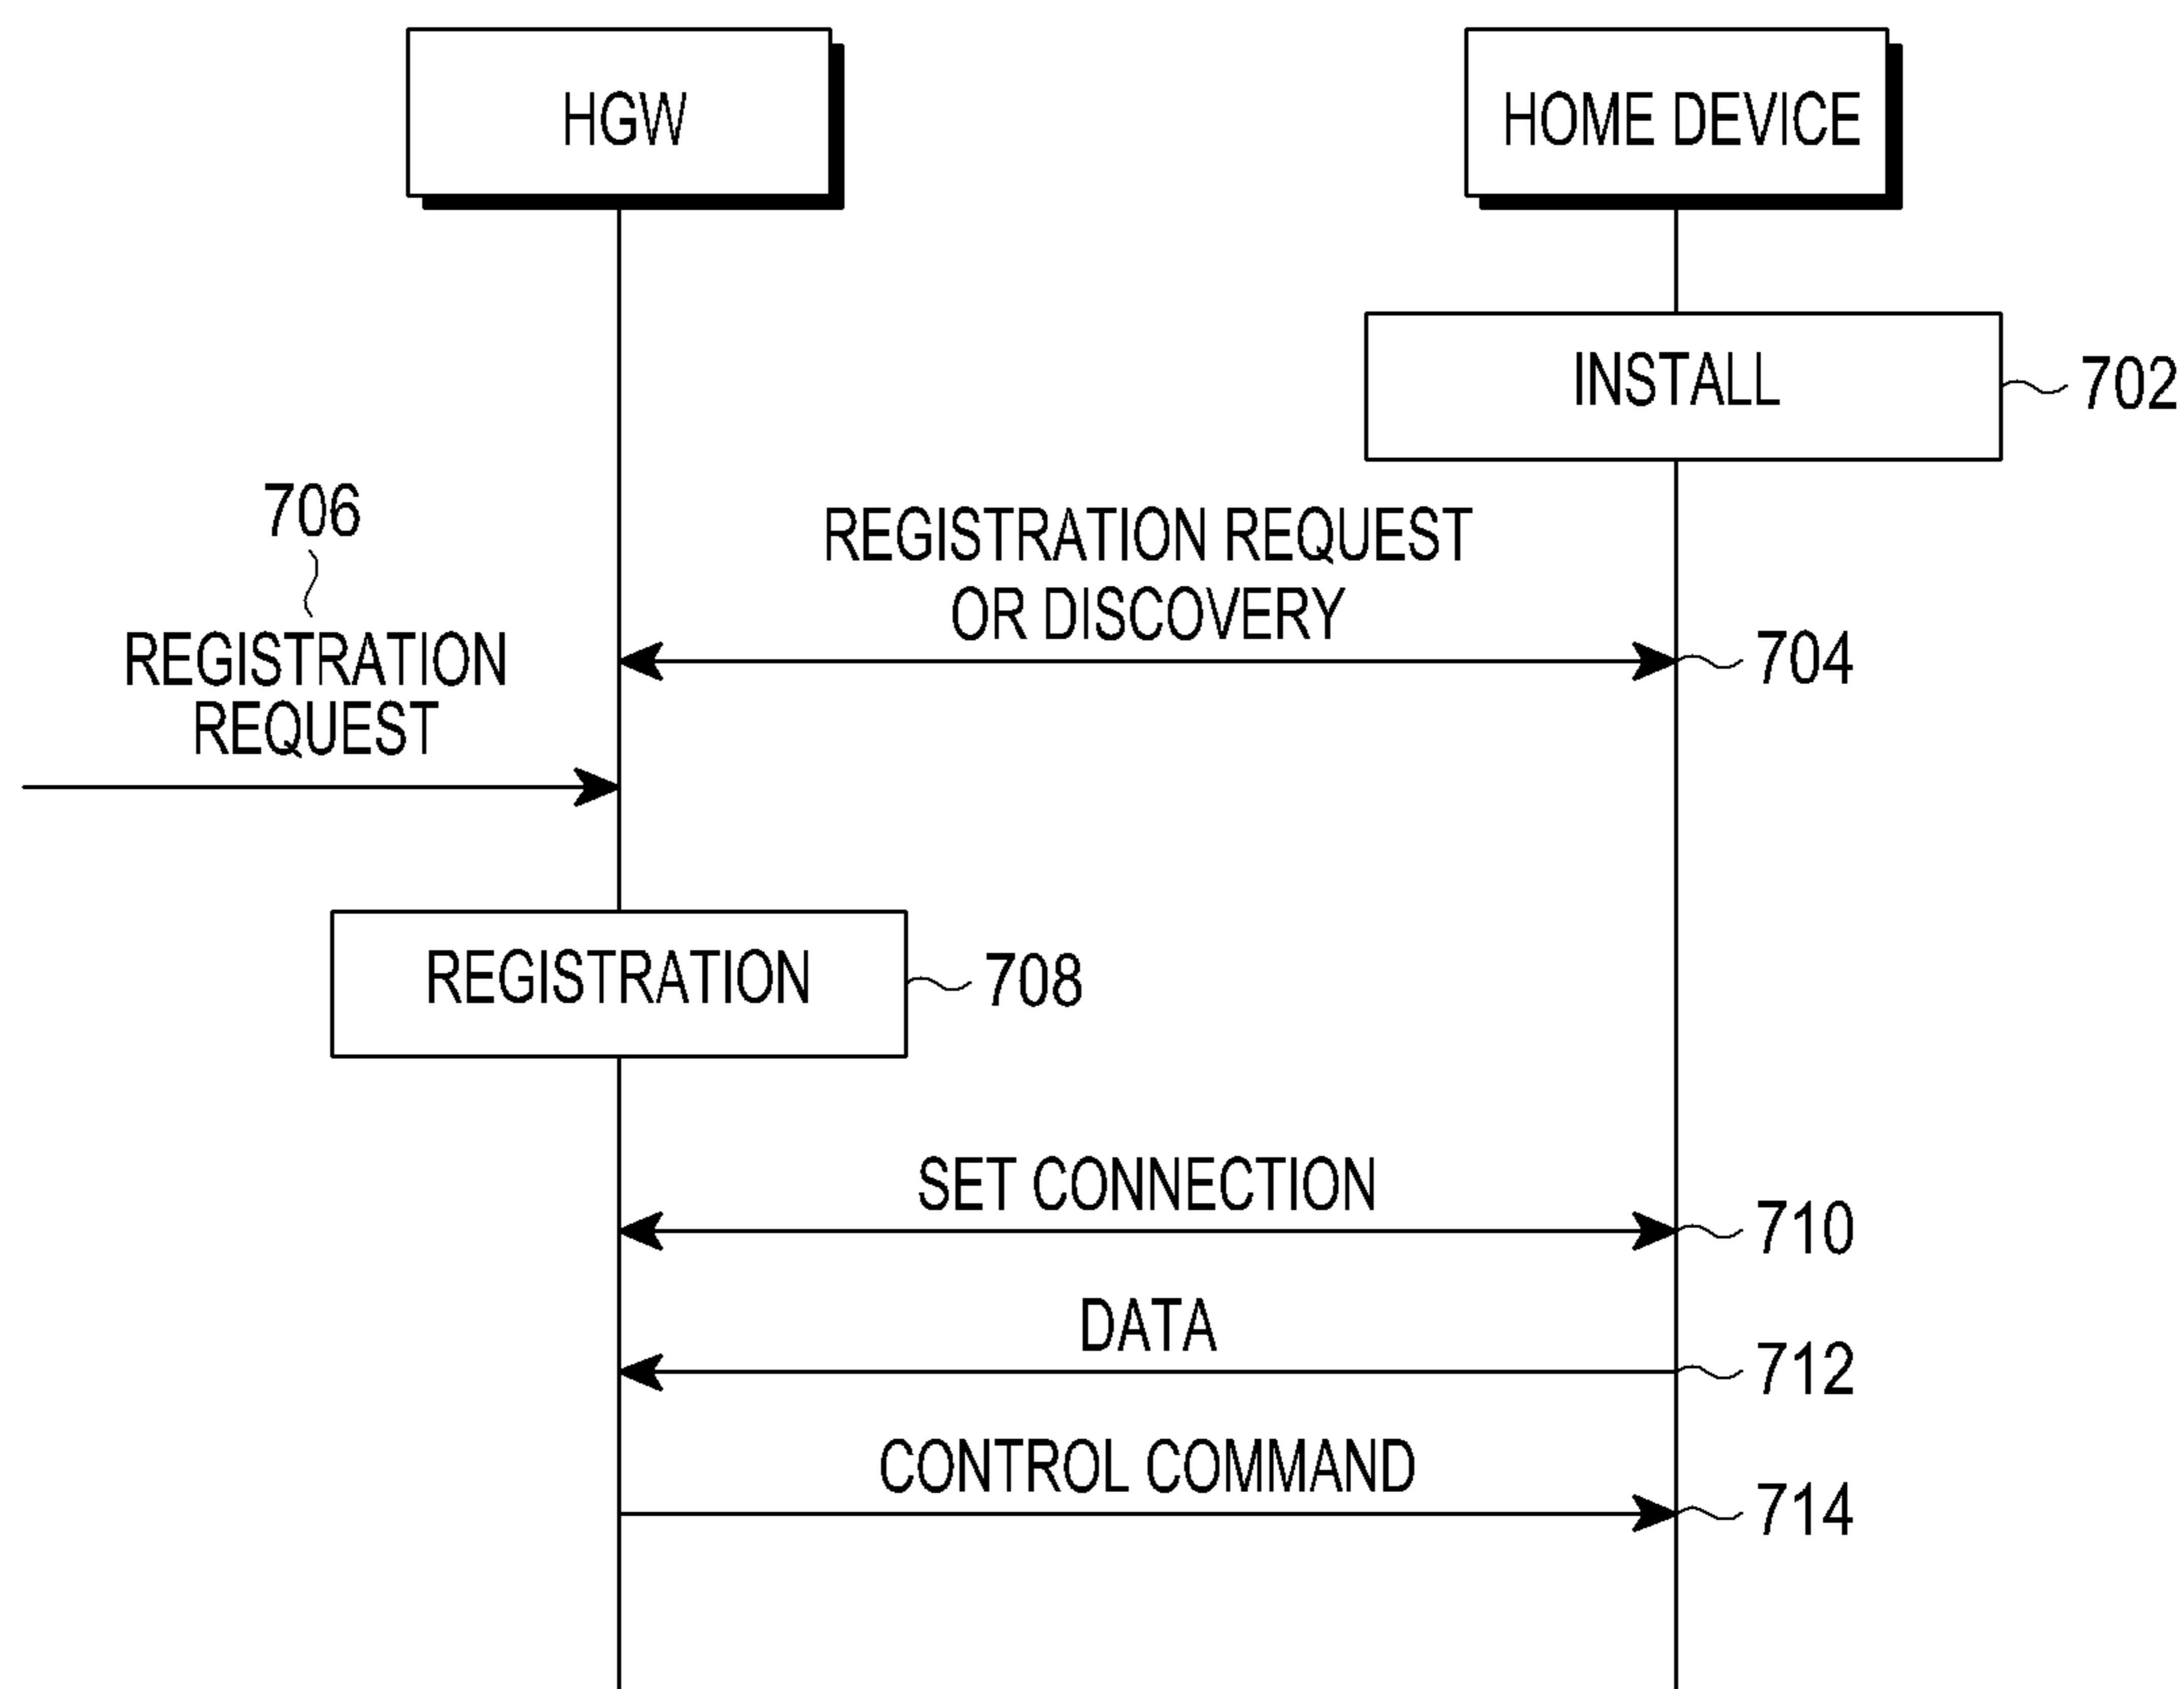 HGW
HOME DEVICE
INSTALL
702
706
REGISTRATION REQUEST
OR DISCOVERY
704
REGISTRATION
REQUEST
REGISTRATION
708
SET CONNECTION
710
DATA
712
CONTROL COMMAND
714